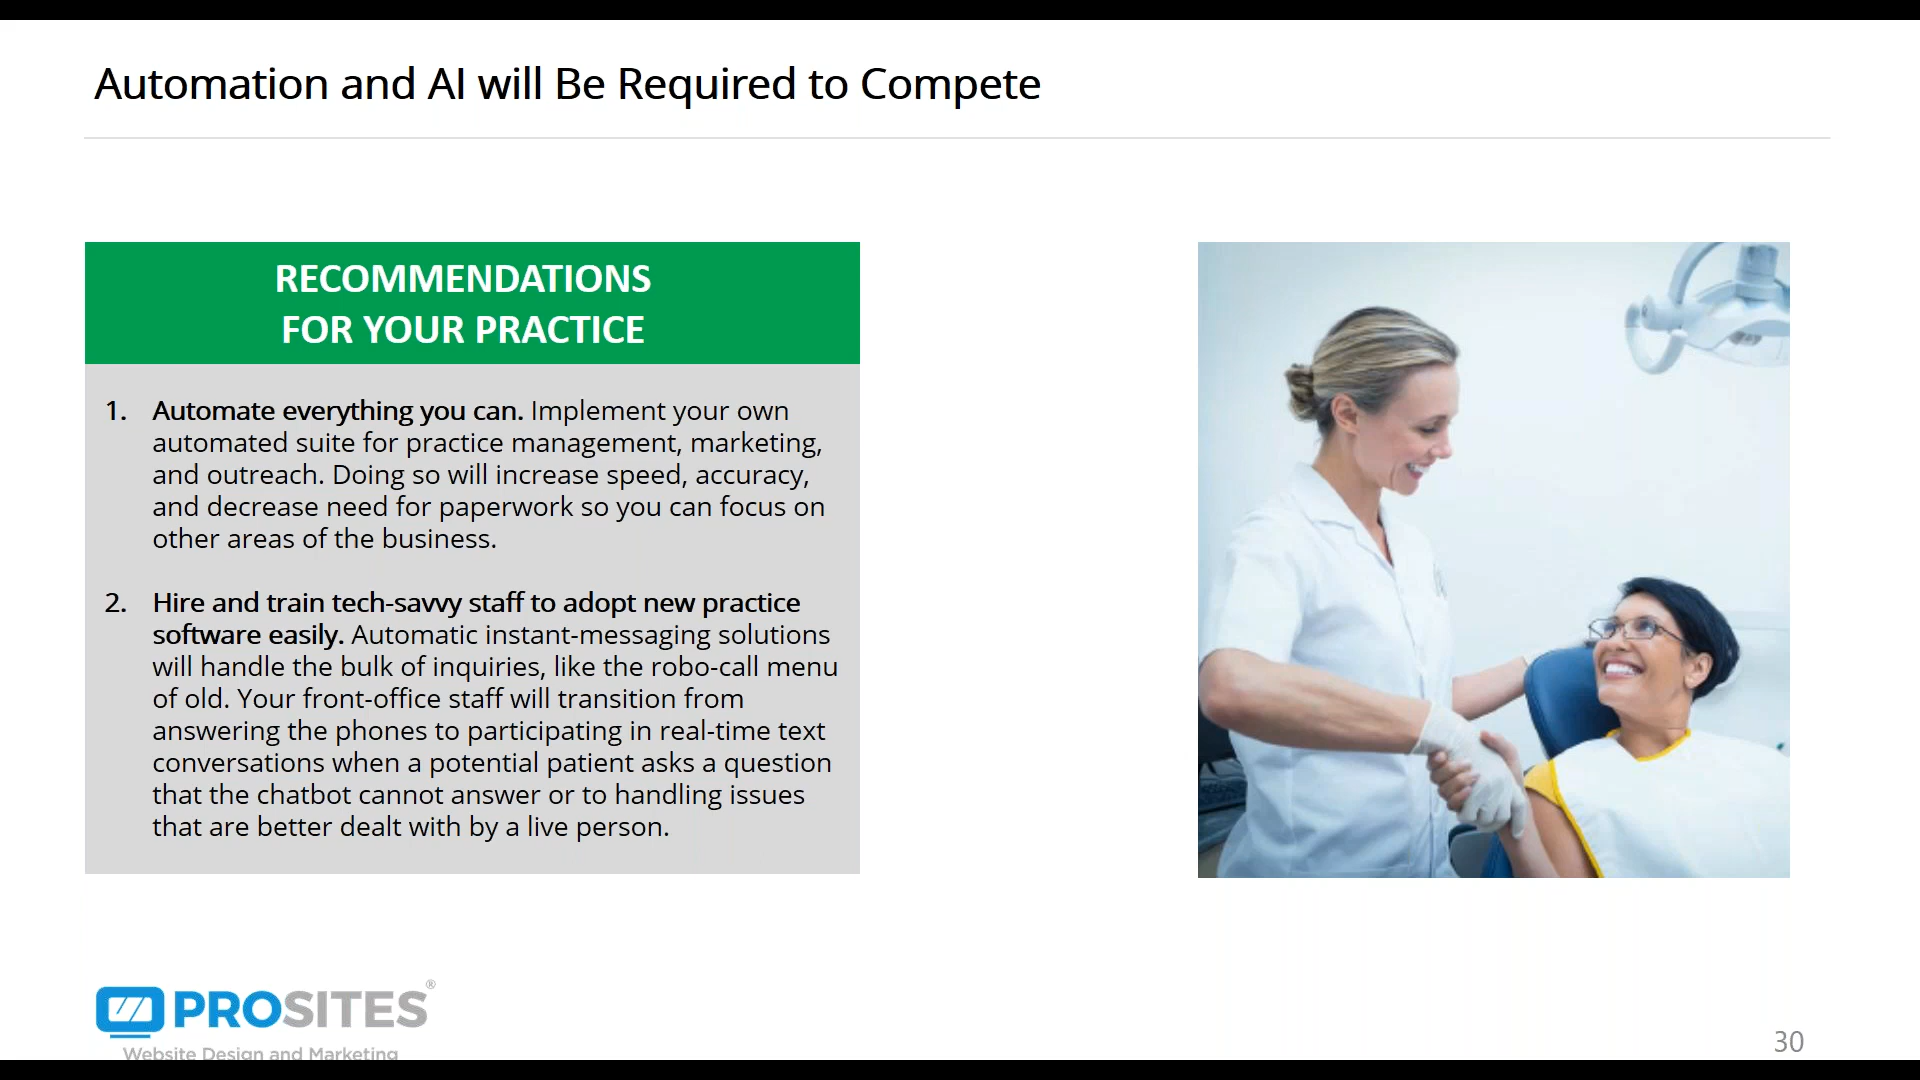 Automation and AI will Be Required to Compete
RECOMMENDATIONS
FOR YOUR PRACTICE
1. Automate everything you can. Implement your own
automated suite for practice management, marketing,
and outreach. Doing so will increase speed, accuracy,
and decrease need for paperwork so you can focus on
other areas of the business.
2. Hire and train tech-savvy staff to adopt new practice
software easily. Automatic instant-messaging solutions
will handle the bulk of inquiries, like the robo-call menu
of old. Your front-office staff will transition from
answering the phones to participating in real-time text
conversations when a potential patient asks a question
that the chatbot cannot answer or to handling issues
that are better dealt with by a live person.
PROSITES®
Website Design and Marketing
30